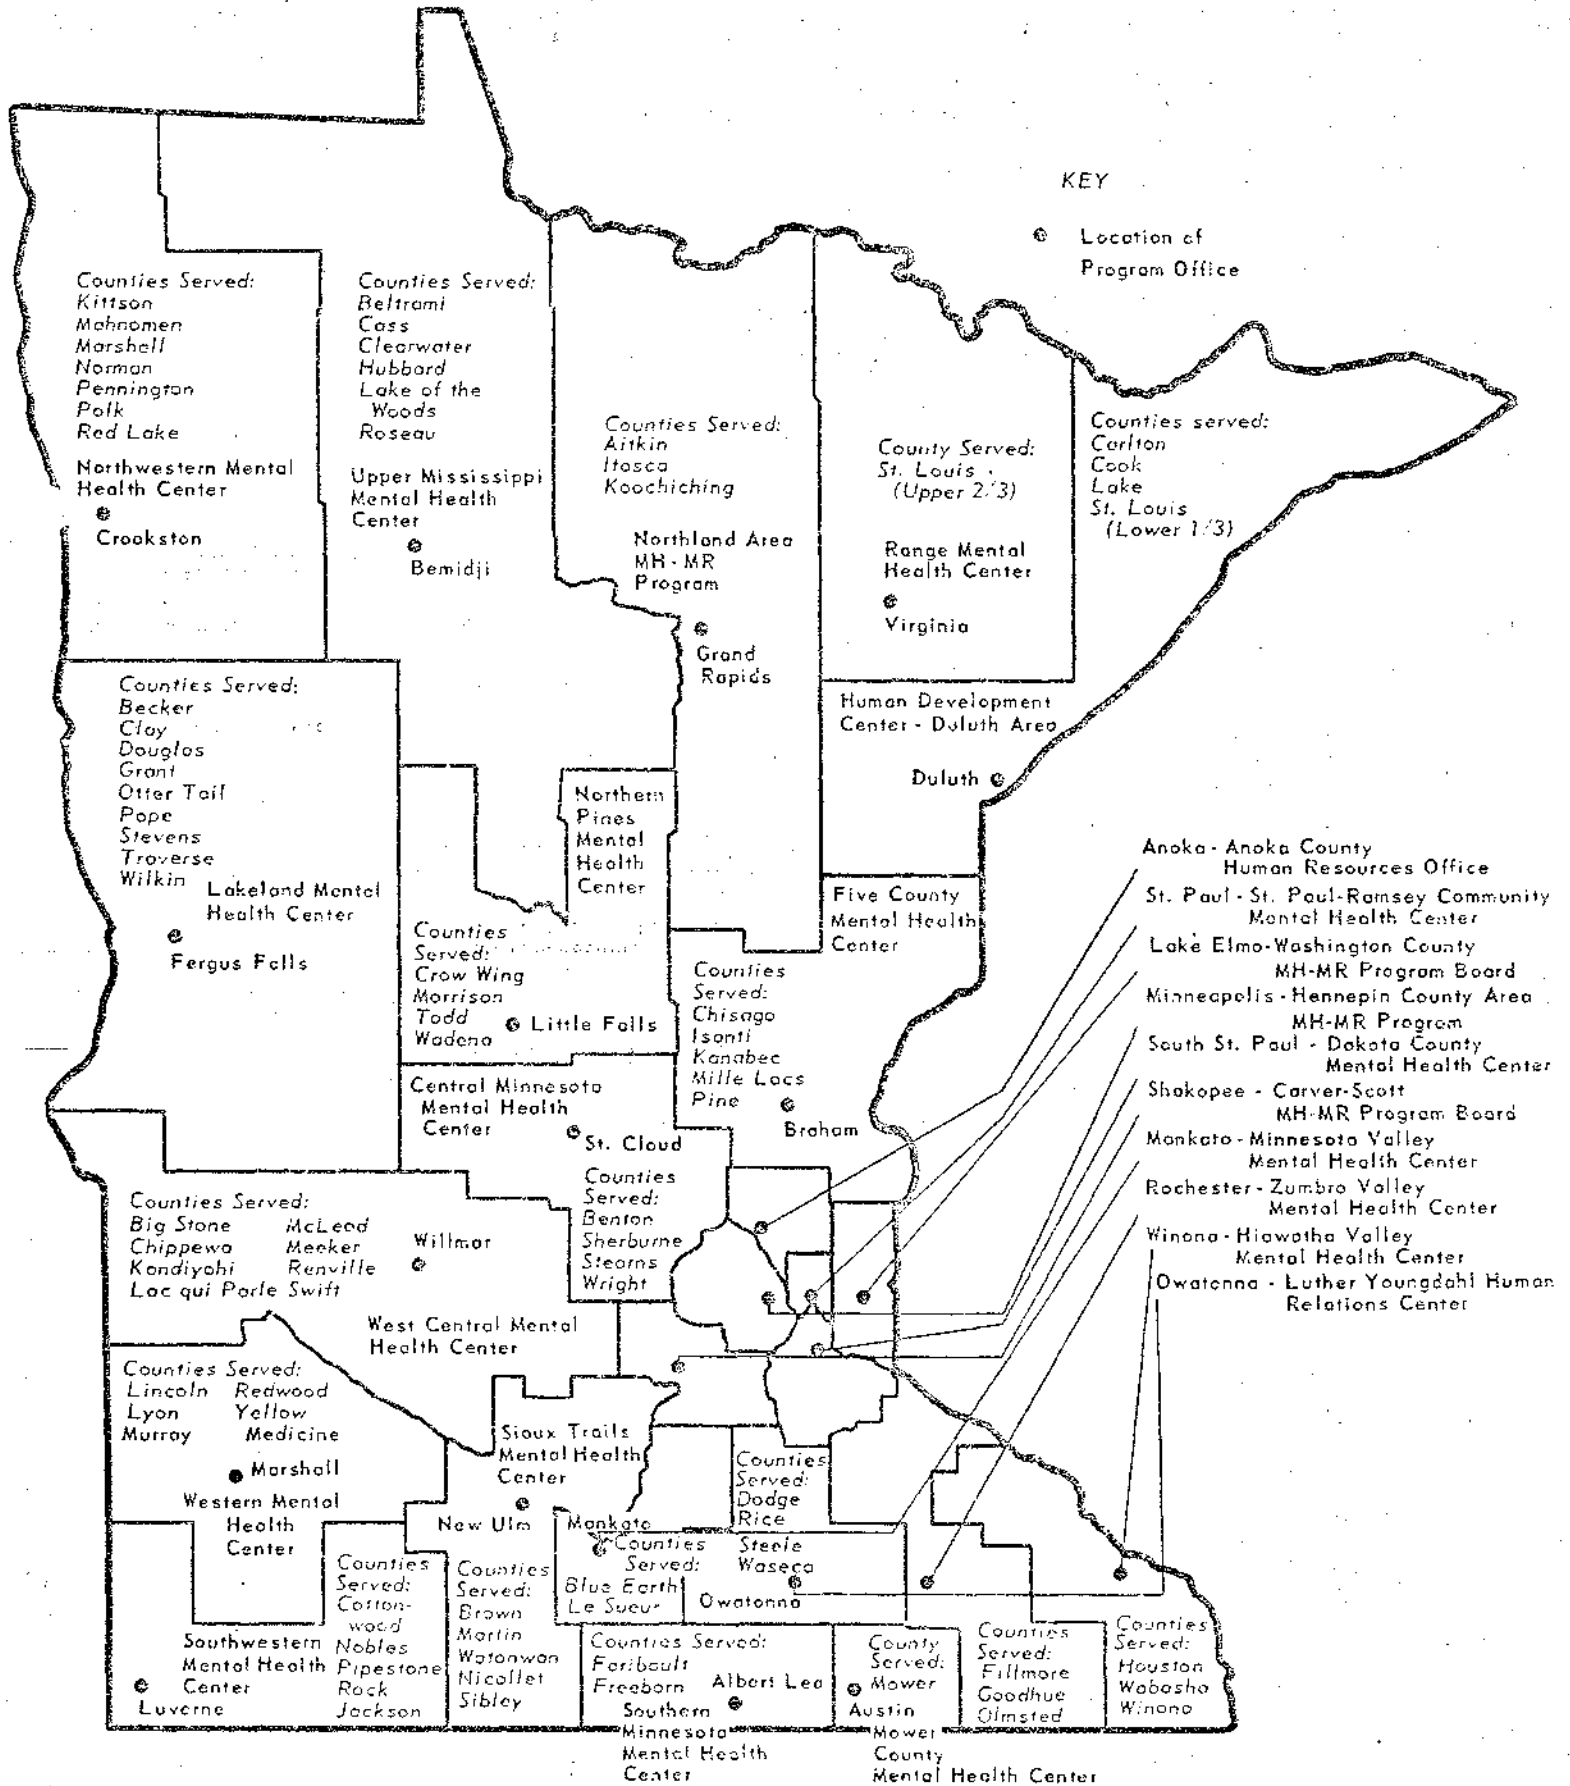 KEY
Location of
Program Office
Counties Served:
Kittson
Mahnomen
Marshall
Norman
Pennington
Polk
Red Lake
Northwestern Mental
Health Center
Crookston
Counties Served:
Beltrami
Cass
Clearwater
Hubbard
Lake of the
Woods
Roseau
Upper Mississippi
Mental Health
Center
Bemidji
Counties Served:
Aitkin
Itasca
Koochiching
Northland Area
MH-MR
Program
Grand
Rapids
County Served:
St. Louis
(Upper 2/3)
Range Mental
Health Center
Virginia
Counties served:
Carlton
Cook
Lake
St. Louis
(Lower 1/3)
Human Development
Center - Duluth Area
Duluth
Counties Served:
Becker
Clay
Douglas
Grant
Otter Tail
Pope
Stevens
Traverse
Wilkin
Lakeland Mental
Health Center
Fergus Falls
Northern
Pines
Mental
Health
Center
Counties
Served:
Crow Wing
Morrison
Todd
Wadena
Little Falls
Five County
Mental Health
Center
Counties
Served:
Chisago
Isanti
Kanabec
Mille Lacs
Pine
Braham
Anoka - Anoka County
Human Resources Office
St. Paul - St. Paul-Ramsey Community
Mental Health Center
Lake Elmo-Washington County
MH-MR Program Board
Minneapolis - Hennepin County Area
MH-MR Program
South St. Paul - Dakota County
Mental Health Center
Shakopee - Carver-Scott
MH-MR Program Board
Mankato - Minnesota Valley
Mental Health Center
Rochester - Zumbro Valley
Mental Health Center
Winona - Hiawatha Valley
Mental Health Center
Owatonna - Luther Youngdahl Human
Relations Center
Central Minnesota
Mental Health
Center
St. Cloud
Counties
Served:
Benton
Sherburne
Stearns
Wright
Counties Served:
Big Stone McLeod
Chippewa Meeker
Kandiyohi Renville
Lac qui Parle Swift
Willmar
West Central Mental
Health Center
Counties Served:
Lincoln Redwood
Lyon Yellow
Murray Medicine
Marshall
Western Mental
Health
Center
Sioux Trails
Mental Health
Center
New Ulm
Mankato
Counties
Served:
Blue Earth
Le Sueur
Counties
Served:
Dodge
Rice
Steele
Waseca
Owatonna
Southwestern
Mental Health
Center
Luverne
Counties
Served:
Cotton-
wood
Nobles
Pipestone
Rock
Jackson
Counties
Served:
Brown
Martin
Watonwan
Nicollet
Sibley
Counties Served:
Faribault
Freeborn
Albert Lea
Southern
Minnesota
Mental Health
Center
County
Served:
Mower
Austin
Mower
County
Mental Health Center
Counties
Served:
Fillmore
Goodhue
Olmsted
Counties
Served:
Houston
Wabasha
Winona